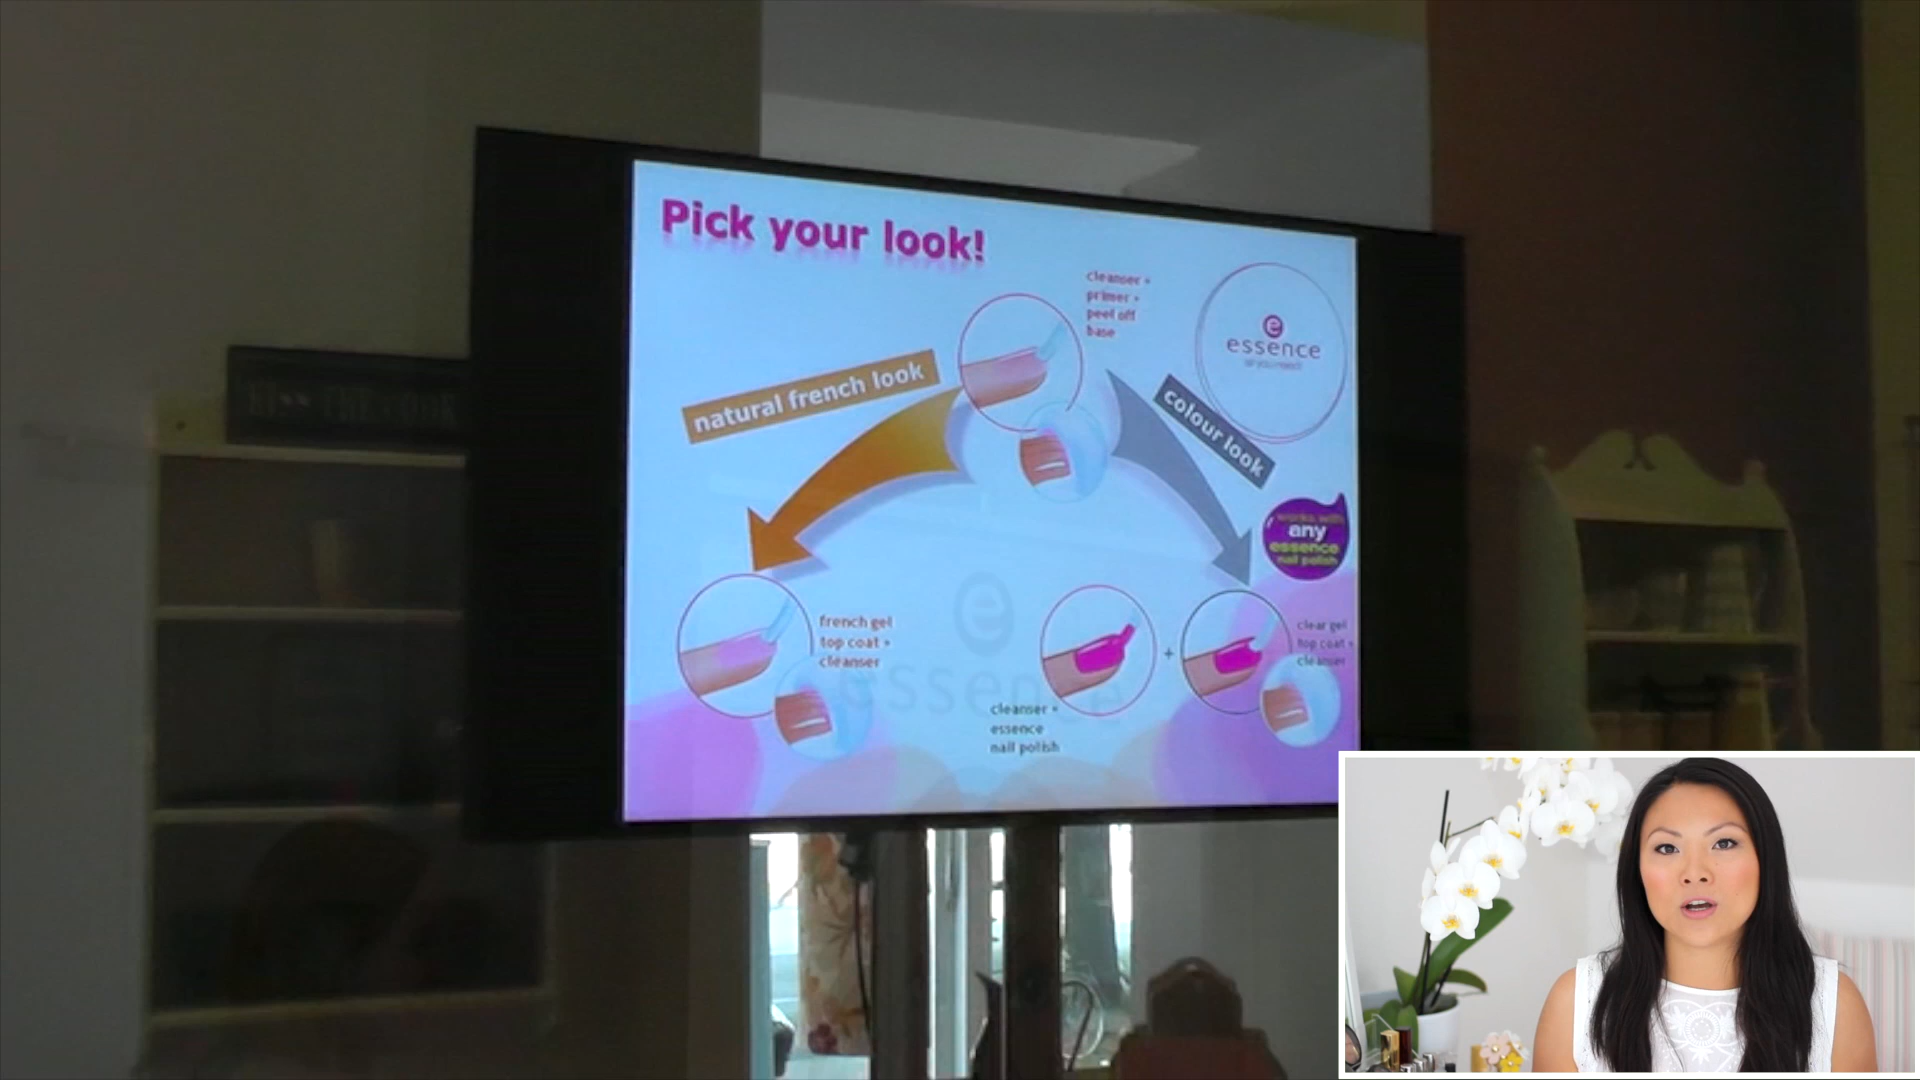 Pick your look!
cleanser +
primer +
peel off
base
e
essence
natural french look
colour look
works with
any
essence
nail polish
french gel
top coat +
cleanser
e
essence
cleanser +
essence
nail polish
+
clear gel
top coat +
cleanser